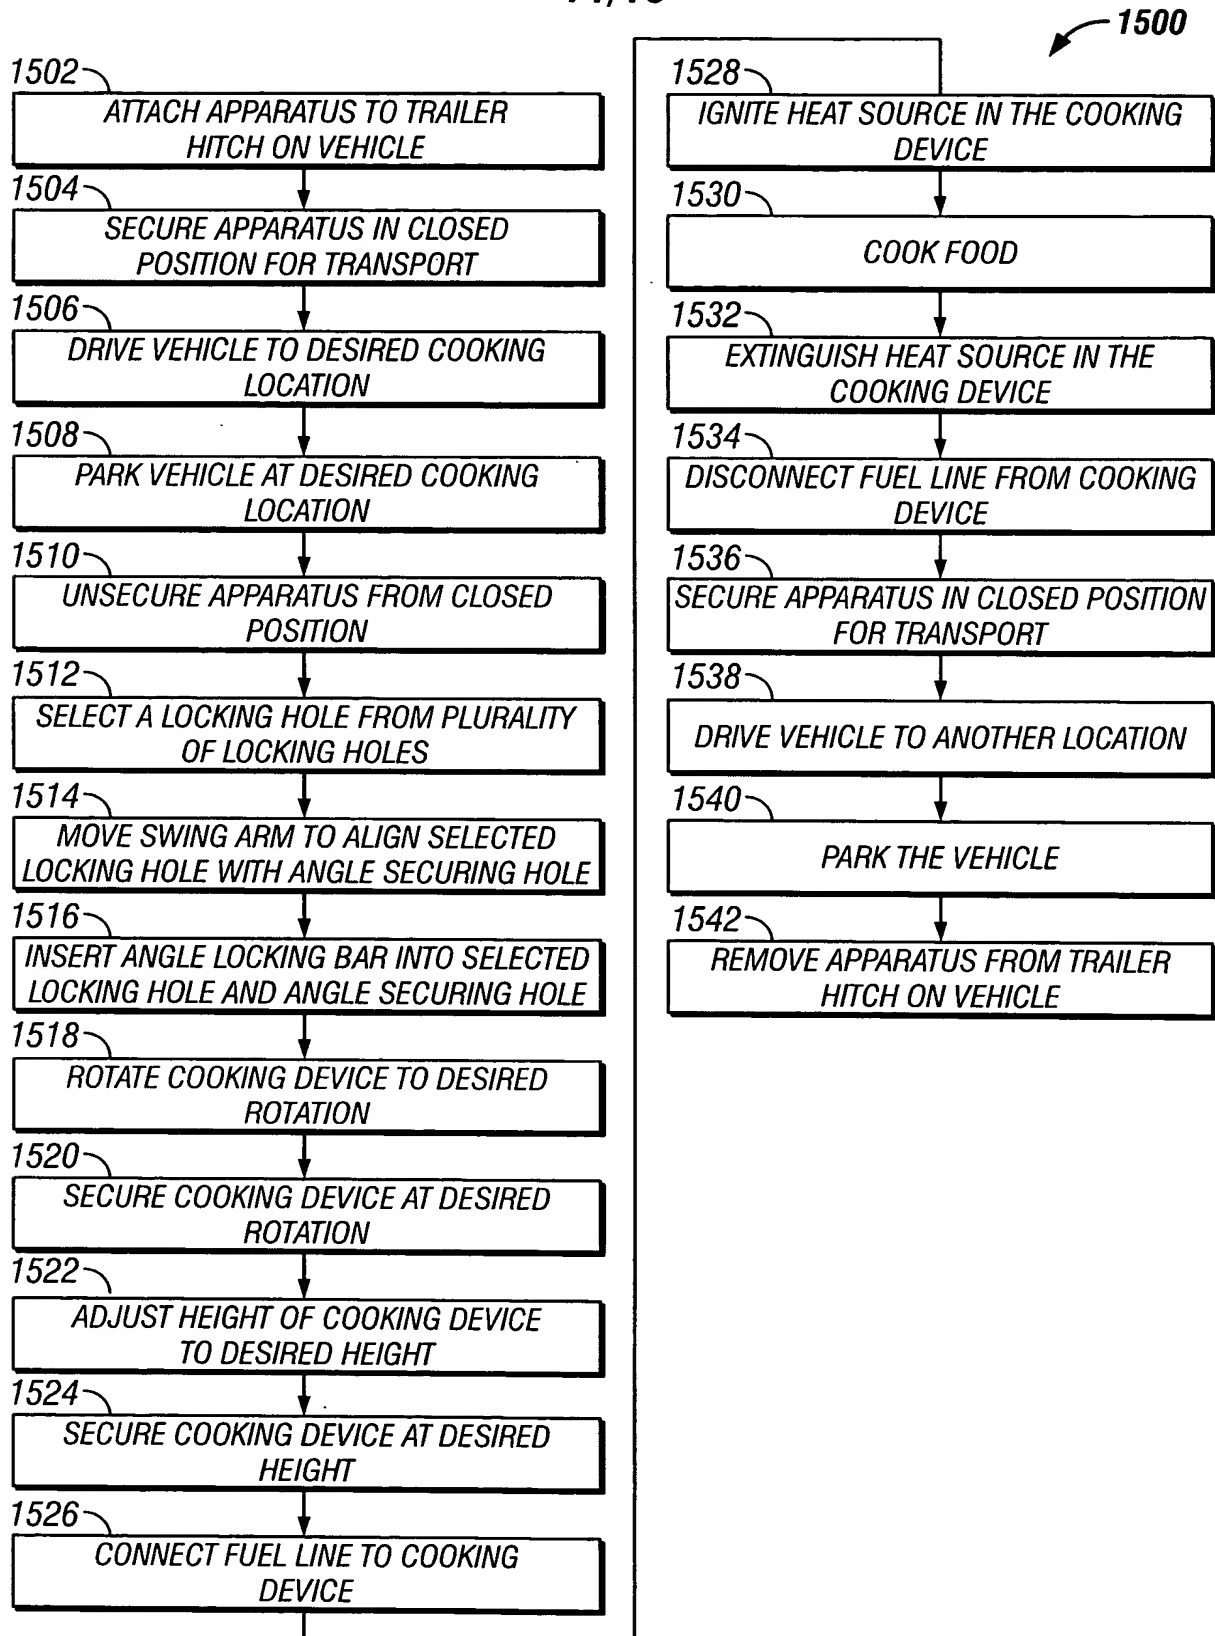 1500
1502
ATTACH APPARATUS TO TRAILER
HITCH ON VEHICLE
1504
SECURE APPARATUS IN CLOSED
POSITION FOR TRANSPORT
1506
DRIVE VEHICLE TO DESIRED COOKING
LOCATION
1508
PARK VEHICLE AT DESIRED COOKING
LOCATION
1510
UNSECURE APPARATUS FROM CLOSED
POSITION
1512
SELECT A LOCKING HOLE FROM PLURALITY
OF LOCKING HOLES
1514
MOVE SWING ARM TO ALIGN SELECTED
LOCKING HOLE WITH ANGLE SECURING HOLE
1516
INSERT ANGLE LOCKING BAR INTO SELECTED
LOCKING HOLE AND ANGLE SECURING HOLE
1518
ROTATE COOKING DEVICE TO DESIRED
ROTATION
1520
SECURE COOKING DEVICE AT DESIRED
ROTATION
1522
ADJUST HEIGHT OF COOKING DEVICE
TO DESIRED HEIGHT
1524
SECURE COOKING DEVICE AT DESIRED
HEIGHT
1526
CONNECT FUEL LINE TO COOKING
DEVICE
1528
IGNITE HEAT SOURCE IN THE COOKING
DEVICE
1530
COOK FOOD
1532
EXTINGUISH HEAT SOURCE IN THE
COOKING DEVICE
1534
DISCONNECT FUEL LINE FROM COOKING
DEVICE
1536
SECURE APPARATUS IN CLOSED POSITION
FOR TRANSPORT
1538
DRIVE VEHICLE TO ANOTHER LOCATION
1540
PARK THE VEHICLE
1542
REMOVE APPARATUS FROM TRAILER
HITCH ON VEHICLE